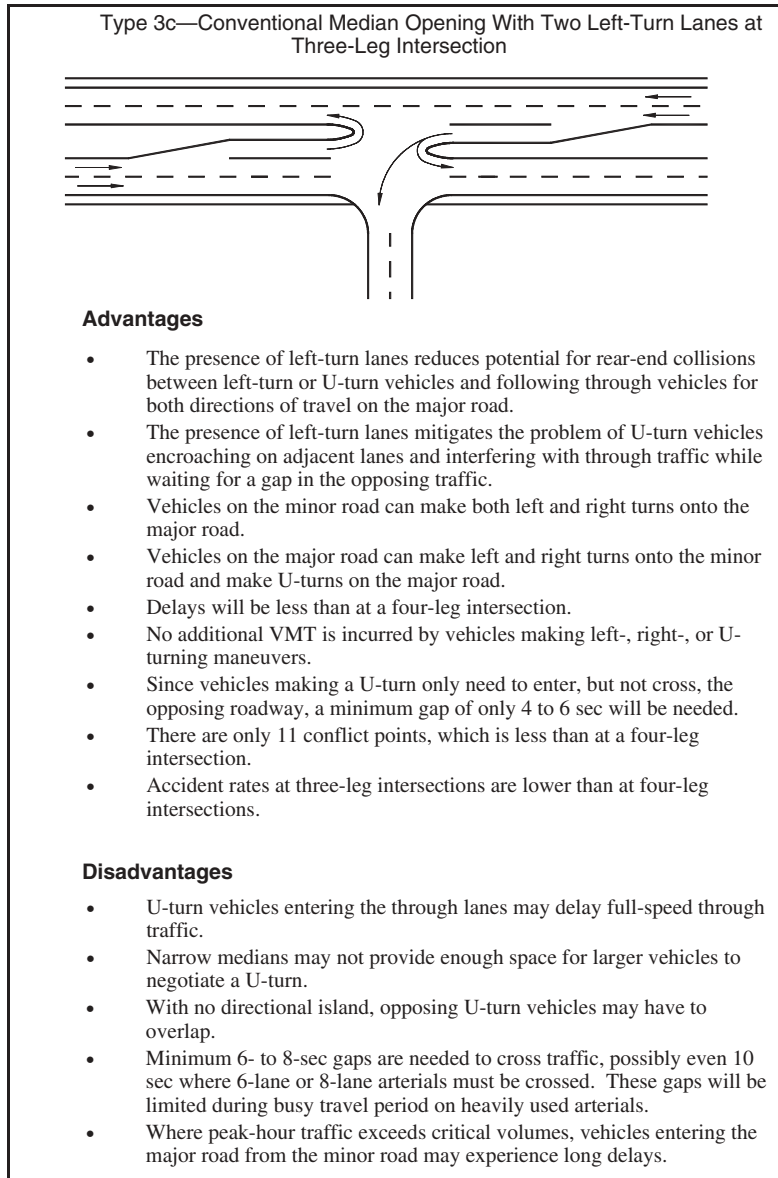 Type 3c—Conventional Median Opening With Two Left-Turn Lanes at
Three-Leg Intersection
Advantages
• The presence of left-turn lanes reduces potential for rear-end collisions
between left-turn or U-turn vehicles and following through vehicles for
both directions of travel on the major road.
• The presence of left-turn lanes mitigates the problem of U-turn vehicles
encroaching on adjacent lanes and interfering with through traffic while
waiting for a gap in the opposing traffic.
• Vehicles on the minor road can make both left and right turns onto the
major road.
• Vehicles on the major road can make left and right turns onto the minor
road and make U-turns on the major road.
• Delays will be less than at a four-leg intersection.
• No additional VMT is incurred by vehicles making left-, right-, or U-
turning maneuvers.
• Since vehicles making a U-turn only need to enter, but not cross, the
opposing roadway, a minimum gap of only 4 to 6 sec will be needed.
• There are only 11 conflict points, which is less than at a four-leg
intersection.
• Accident rates at three-leg intersections are lower than at four-leg
intersections.
Disadvantages
• U-turn vehicles entering the through lanes may delay full-speed through
traffic.
• Narrow medians may not provide enough space for larger vehicles to
negotiate a U-turn.
• With no directional island, opposing U-turn vehicles may have to
overlap.
• Minimum 6- to 8-sec gaps are needed to cross traffic, possibly even 10
sec where 6-lane or 8-lane arterials must be crossed.  These gaps will be
limited during busy travel period on heavily used arterials.
• Where peak-hour traffic exceeds critical volumes, vehicles entering the
major road from the minor road may experience long delays.